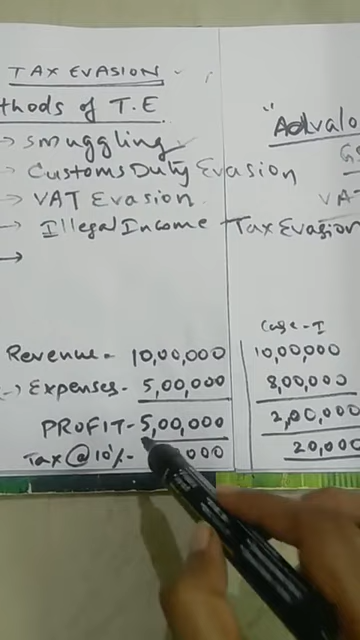 TAX EVASION
thods of T.E
→ Smuggling
→ Customs Duty Evasion
→ VAT Evasion
→ Illegal Income Tax Evasion
→
Revenue - 10,00,000
(-) Expenses - 5,00,000
PROFIT - 5,00,000
Tax @ 10% - 000
"Advalo
GS
VAT
Case - I
10,00,000
8,00,000
2,00,000
20,000